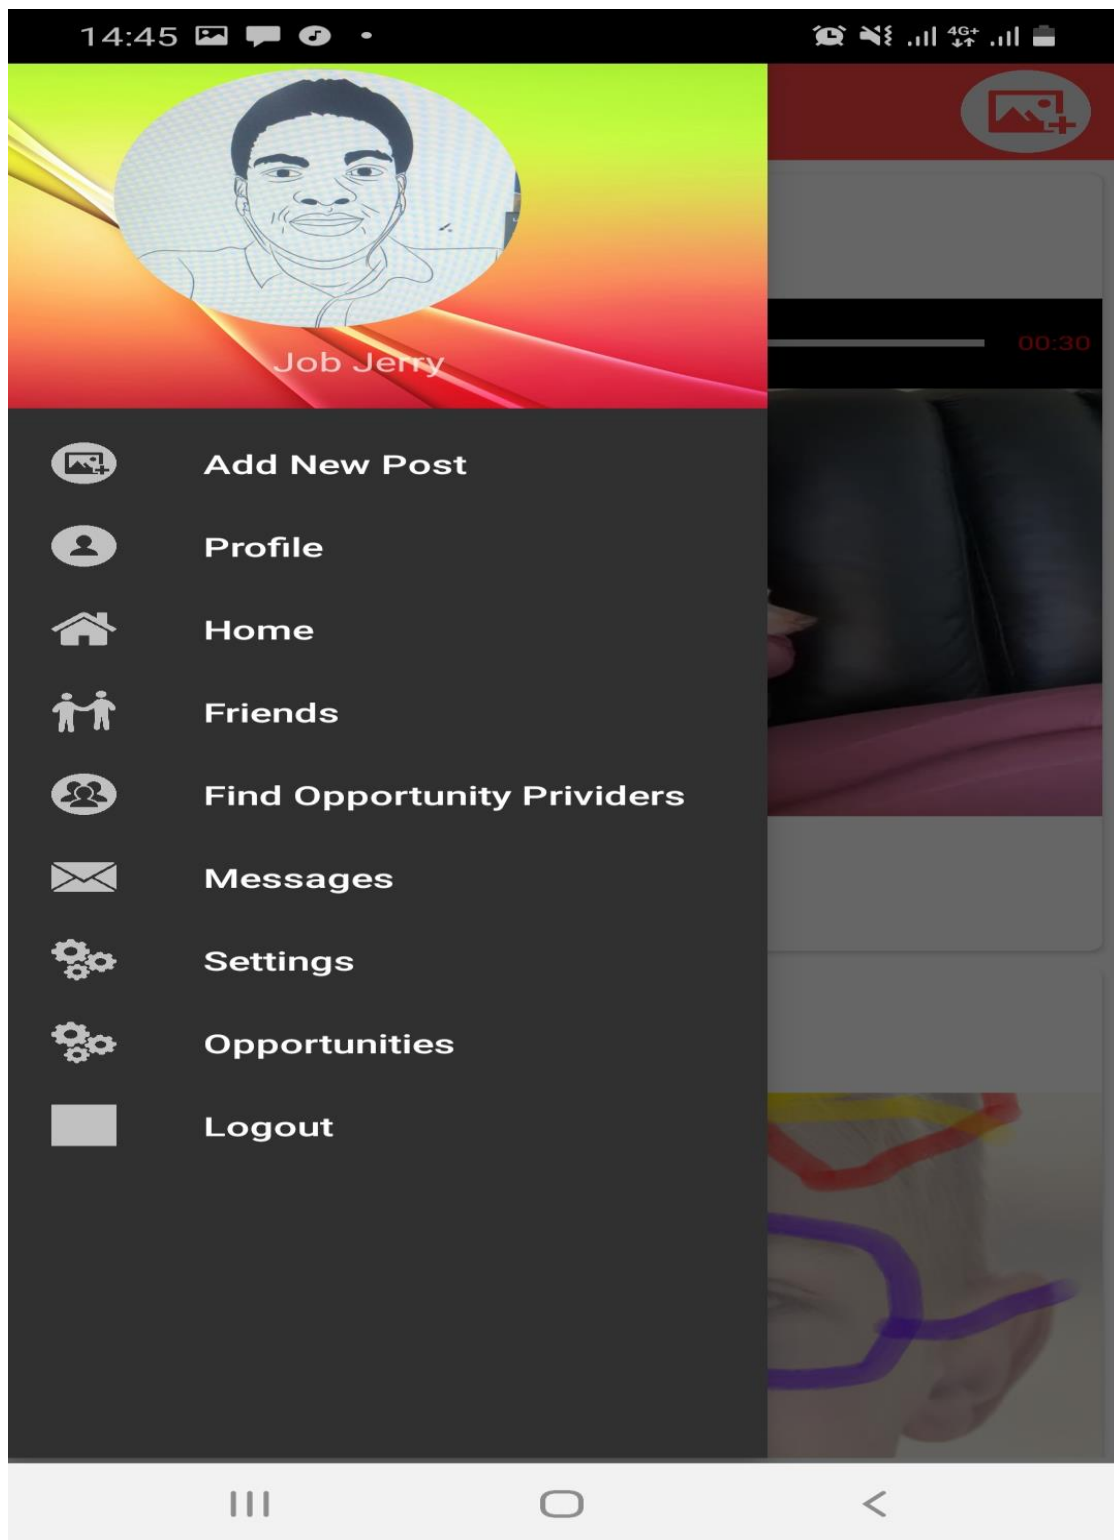 14:45
4G+
00:30
Job Jerry
Add New Post
Profile
Home
Friends
Find Opportunity Prividers
Messages
Settings
Opportunities
Logout